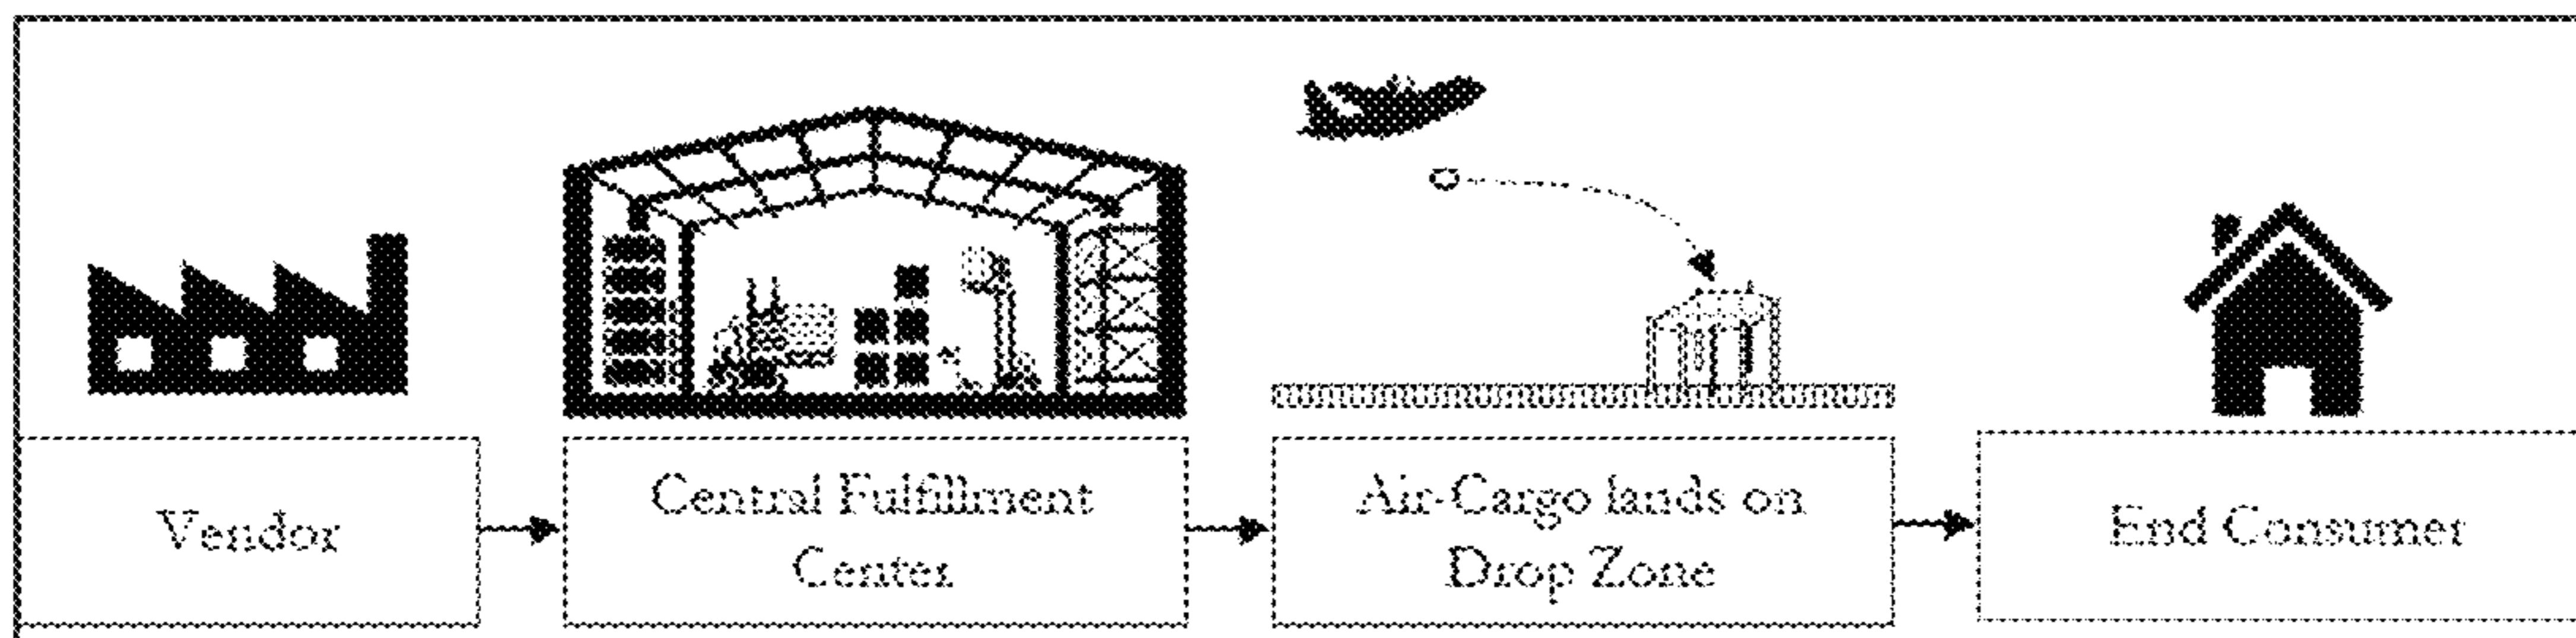 Vendor
Central Fulfillment
Center
Air-Cargo lands on
Drop Zone
End Consumer